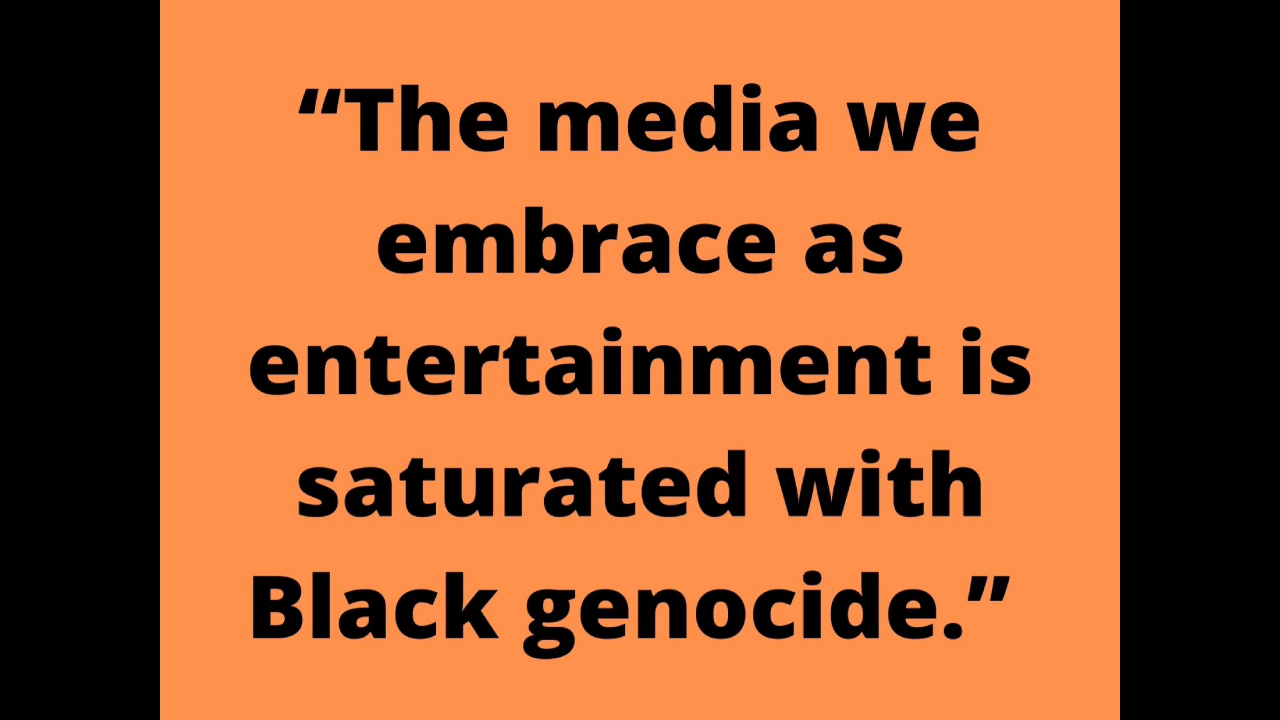 “The media we
embrace as
entertainment is
saturated with
Black genocide.”